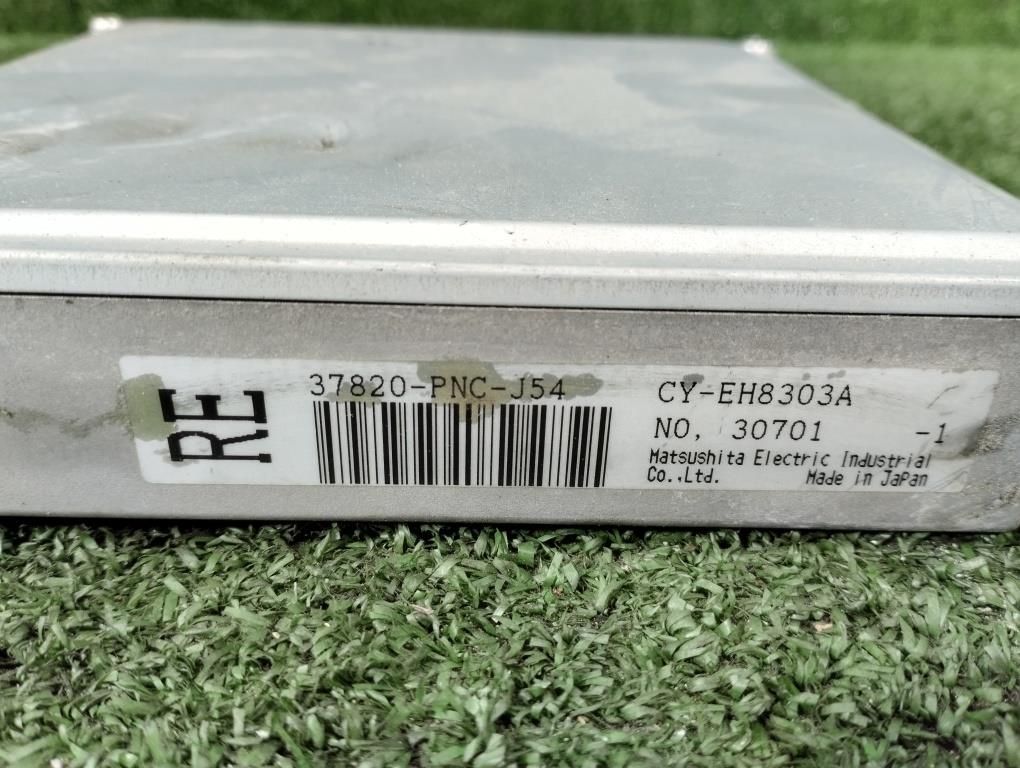 RE
37820-PNC-J54
CY-EH8303A
NO, 30701 -1
Matsushita Electric Industrial
Co.,Ltd. Made in JaPan